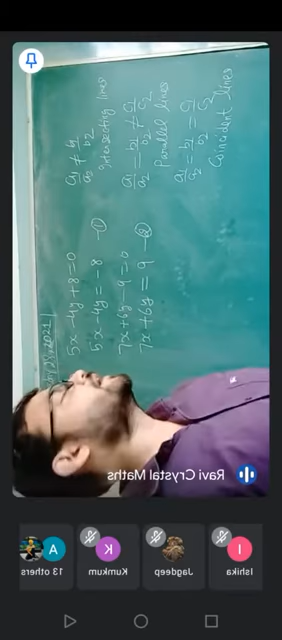 5x - 4y + 8 = 0
5x - 4y = -8 —①
7x + 6y - 9 = 0
7x + 6y = 9 —②
a1/a2 ≠ b1/b2
Intersecting lines
a1/a2 = b1/b2 ≠ c1/c2
Parallel lines
a1/a2 = b1/b2 = c1/c2
Coincident lines
Ravi Crystal Maths
13 others
A
Kumkum
K
Jagdeep
Ishika
I